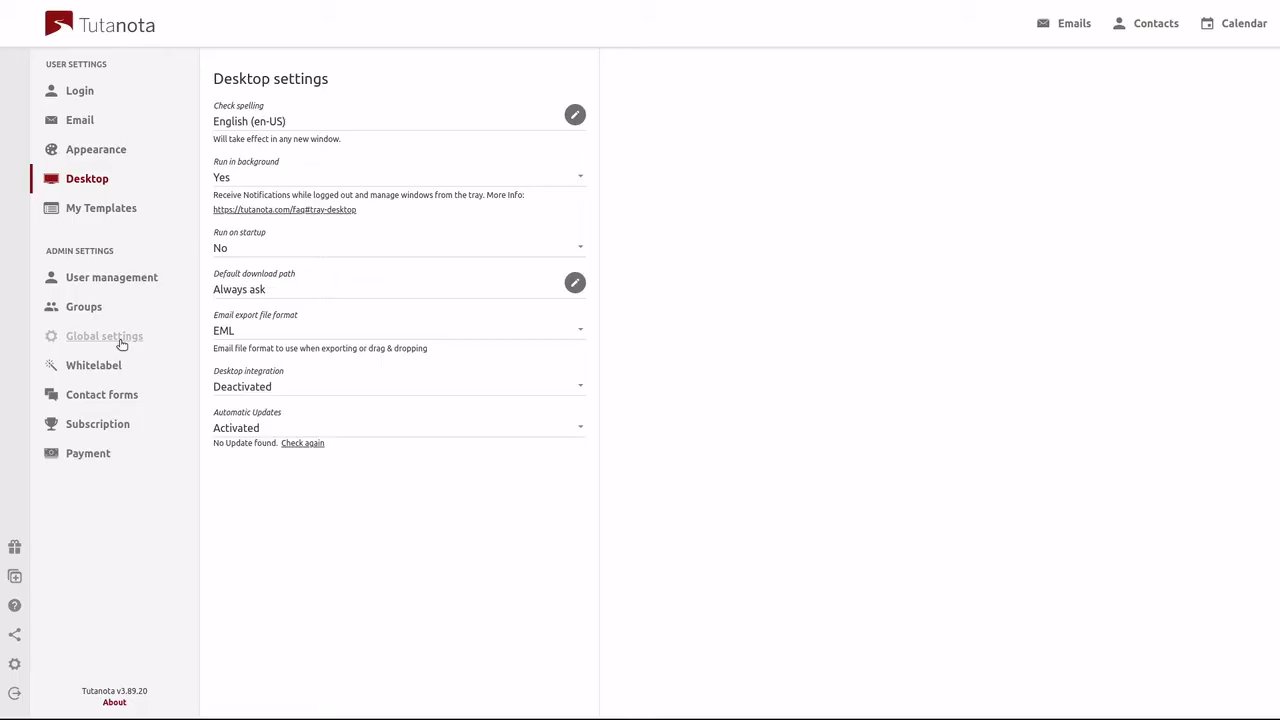 Tutanota
Emails
Contacts
Calendar
USER SETTINGS
Login
Email
Appearance
Desktop
My Templates
ADMIN SETTINGS
User management
Groups
Global settings
Whitelabel
Contact forms
Subscription
Payment
Tutanota v3.89.20
About
Desktop settings
Check spelling
English (en-US)
Will take effect in any new window.
Run in background
Yes
Receive Notifications while logged out and manage windows from the tray. More Info:
https://tutanota.com/faq#tray-desktop
Run on startup
No
Default download path
Always ask
Email export file format
EML
Email file format to use when exporting or drag & dropping
Desktop integration
Deactivated
Automatic Updates
Activated
No Update found. Check again